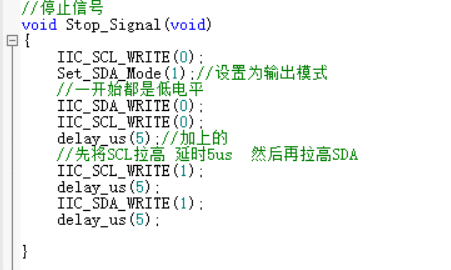 //停止信号
void Stop_Signal(void)
{
IIC_SCL_WRITE(0);
Set_SDA_Mode(1);//设置为输出模式
//一开始都是低电平
IIC_SDA_WRITE(0);
IIC_SCL_WRITE(0);
delay_us(5);//加上的
//先将SCL拉高 延时5us  然后再拉高SDA
IIC_SCL_WRITE(1);
delay_us(5);
IIC_SDA_WRITE(1);
delay_us(5);
}